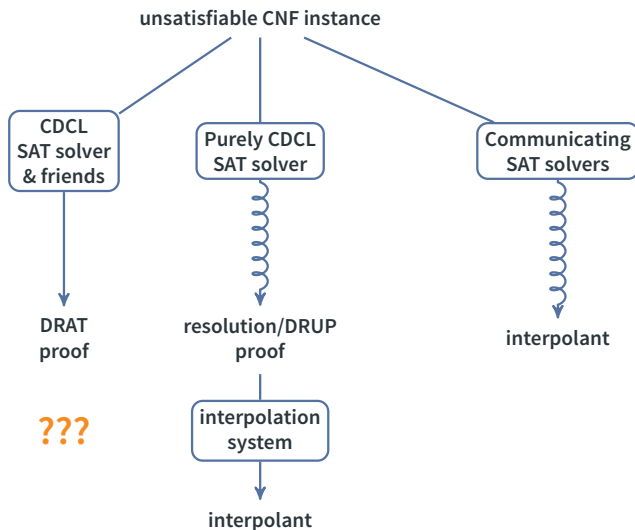 unsatisfiable CNF instance
CDCL
SAT solver
& friends
Purely CDCL
SAT solver
Communicating
SAT solvers
DRAT
proof
resolution/DRUP
proof
interpolant
???
interpolation
system
interpolant